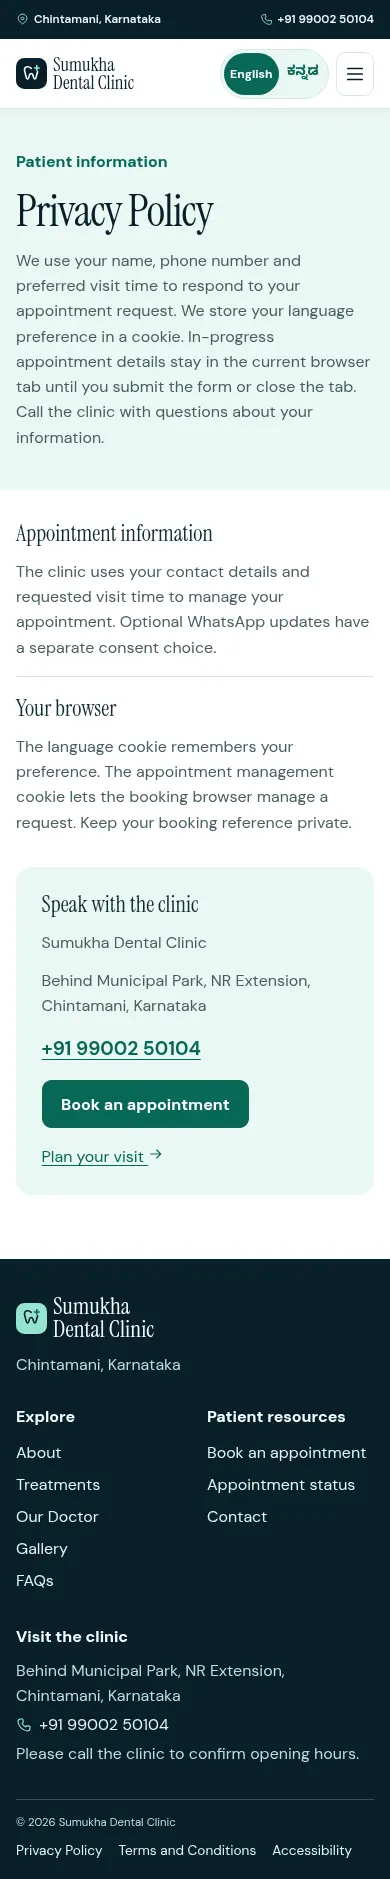 Chintamani, Karnataka
+91 99002 50104
Sumukha
Dental Clinic
English
ಕನ್ನಡ
Patient information
Privacy Policy
We use your name, phone number and
preferred visit time to respond to your
appointment request. We store your language
preference in a cookie. In-progress
appointment details stay in the current browser
tab until you submit the form or close the tab.
Call the clinic with questions about your
information.
Appointment information
The clinic uses your contact details and
requested visit time to manage your
appointment. Optional WhatsApp updates have
a separate consent choice.
Your browser
The language cookie remembers your
preference. The appointment management
cookie lets the booking browser manage a
request. Keep your booking reference private.
Speak with the clinic
Sumukha Dental Clinic
Behind Municipal Park, NR Extension,
Chintamani, Karnataka
+91 99002 50104
Book an appointment
Plan your visit →
Sumukha
Dental Clinic
Chintamani, Karnataka
Explore
About
Treatments
Our Doctor
Gallery
FAQs
Patient resources
Book an appointment
Appointment status
Contact
Visit the clinic
Behind Municipal Park, NR Extension,
Chintamani, Karnataka
+91 99002 50104
Please call the clinic to confirm opening hours.
© 2026 Sumukha Dental Clinic
Privacy Policy
Terms and Conditions
Accessibility